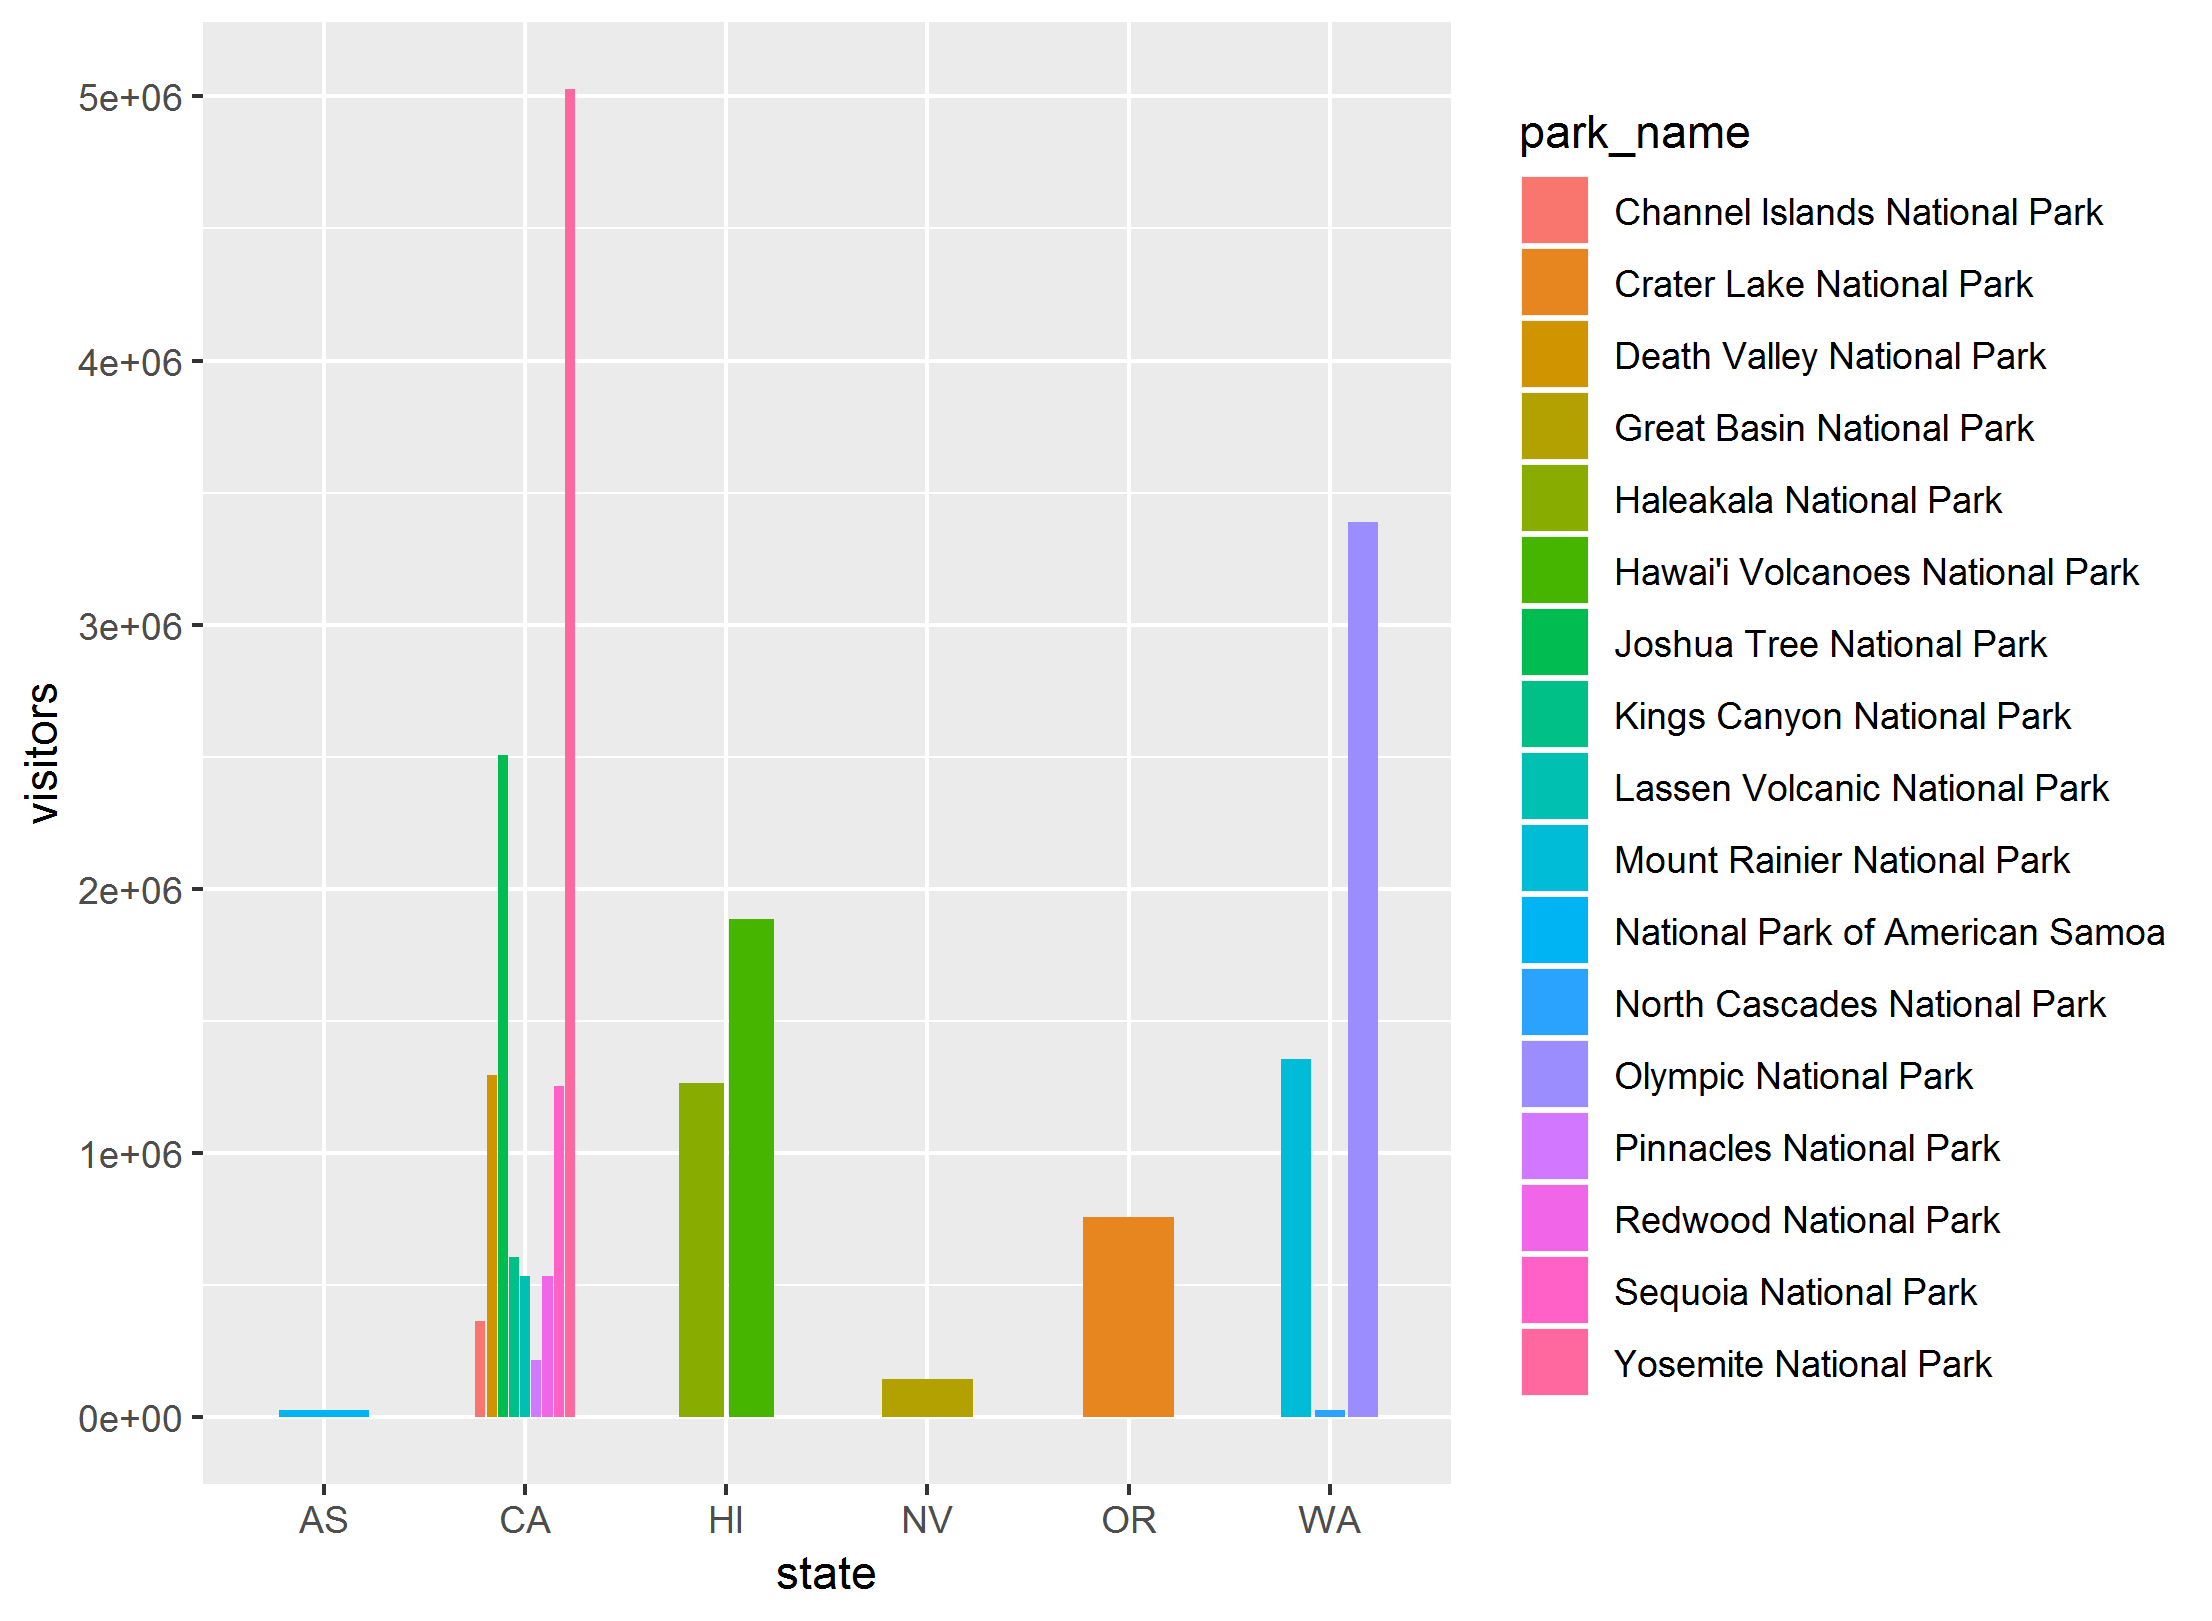 5e+06
4e+06
3e+06
2e+06
1e+06
0e+00
visitors
AS CA HI NV OR WA
state
park_name
Channel Islands National Park
Crater Lake National Park
Death Valley National Park
Great Basin National Park
Haleakala National Park
Hawai'i Volcanoes National Park
Joshua Tree National Park
Kings Canyon National Park
Lassen Volcanic National Park
Mount Rainier National Park
National Park of American Samoa
North Cascades National Park
Olympic National Park
Pinnacles National Park
Redwood National Park
Sequoia National Park
Yosemite National Park